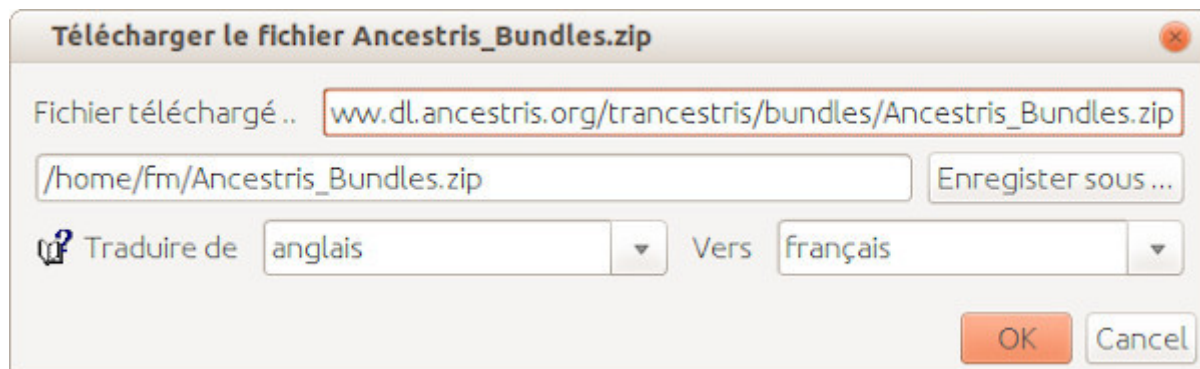 Télécharger le fichier Ancestris_Bundles.zip
Fichier téléchargé .. ww.dl.ancestris.org/trancestris/bundles/Ancestris_Bundles.zip
/home/fm/Ancestris_Bundles.zip Enregister sous ...
Traduire de anglais Vers français
OK Cancel